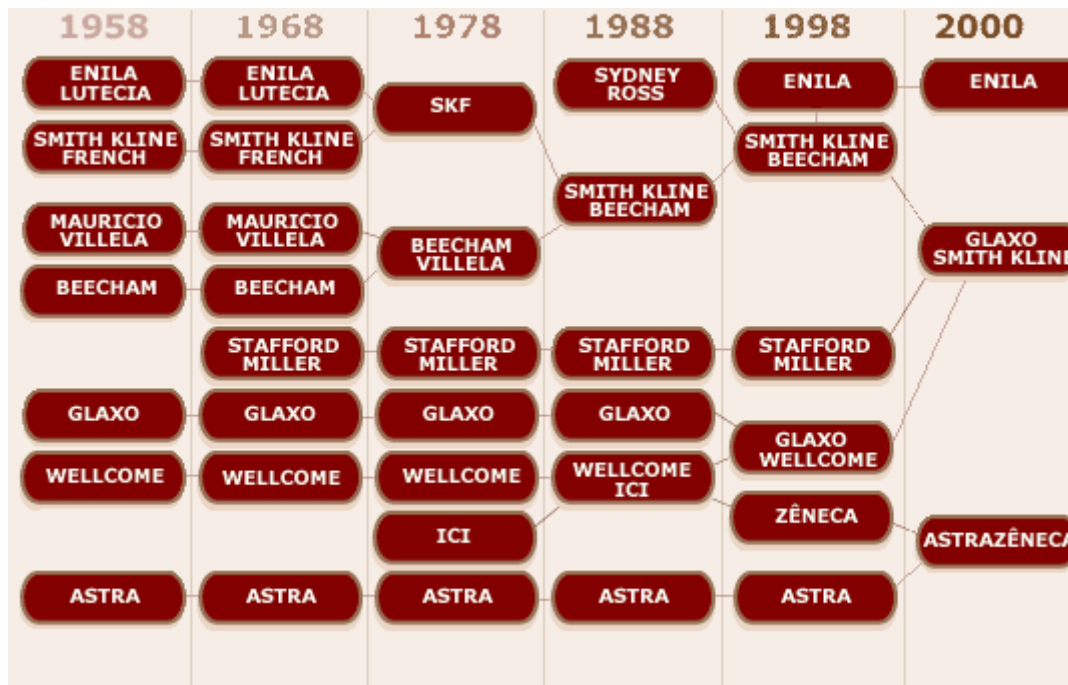 1958
1968
1978
1988
1998
2000
ENILA
LUTECIA
ENILA
LUTECIA
SKF
SYDNEY
ROSS
ENILA
ENILA
SMITH KLINE
FRENCH
SMITH KLINE
FRENCH
SMITH KLINE
BEECHAM
SMITH KLINE
BEECHAM
MAURICIO
VILLELA
MAURICIO
VILLELA
BEECHAM
VILLELA
GLAXO
SMITH KLINE
BEECHAM
BEECHAM
STAFFORD
MILLER
STAFFORD
MILLER
STAFFORD
MILLER
STAFFORD
MILLER
GLAXO
GLAXO
GLAXO
GLAXO
GLAXO
WELLCOME
WELLCOME
WELLCOME
WELLCOME
WELLCOME
ICI
ICI
ZÊNECA
ASTRAZÊNECA
ASTRA
ASTRA
ASTRA
ASTRA
ASTRA